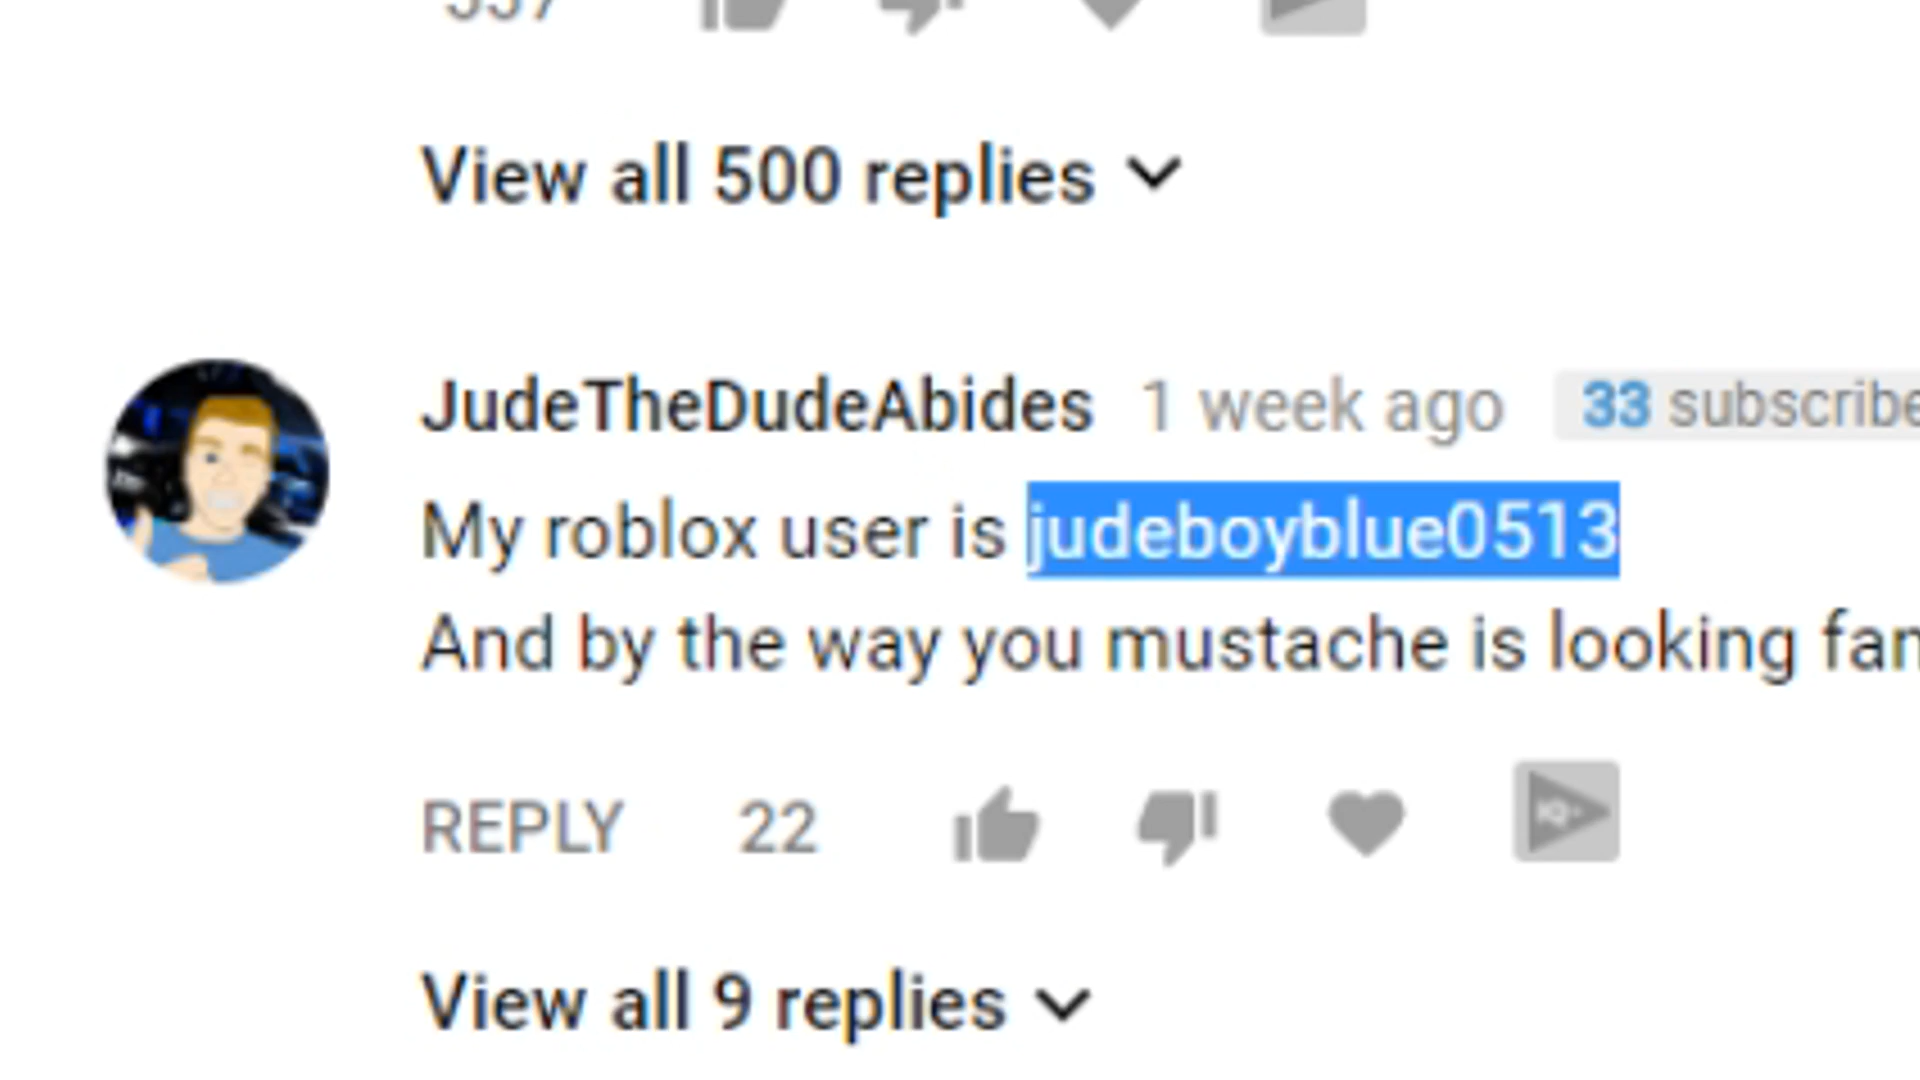 View all 500 replies
JudeTheDudeAbides 1 week ago 33 subscribe
My roblox user is judeboyblue0513
And by the way you mustache is looking fan
REPLY 22
View all 9 replies